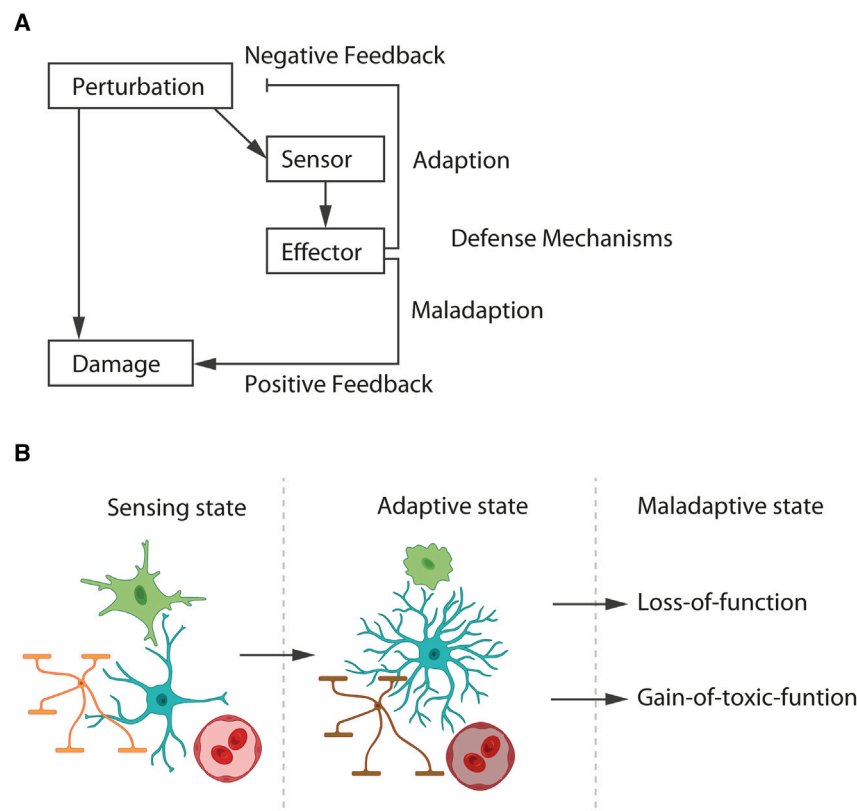 A
Negative Feedback
Perturbation
Sensor
Adaption
Defense Mechanisms
Effector
Maladaption
Damage
Positive Feedback
B
Sensing state
Adaptive state
Maladaptive state
Loss-of-function
Gain-of-toxic-funtion